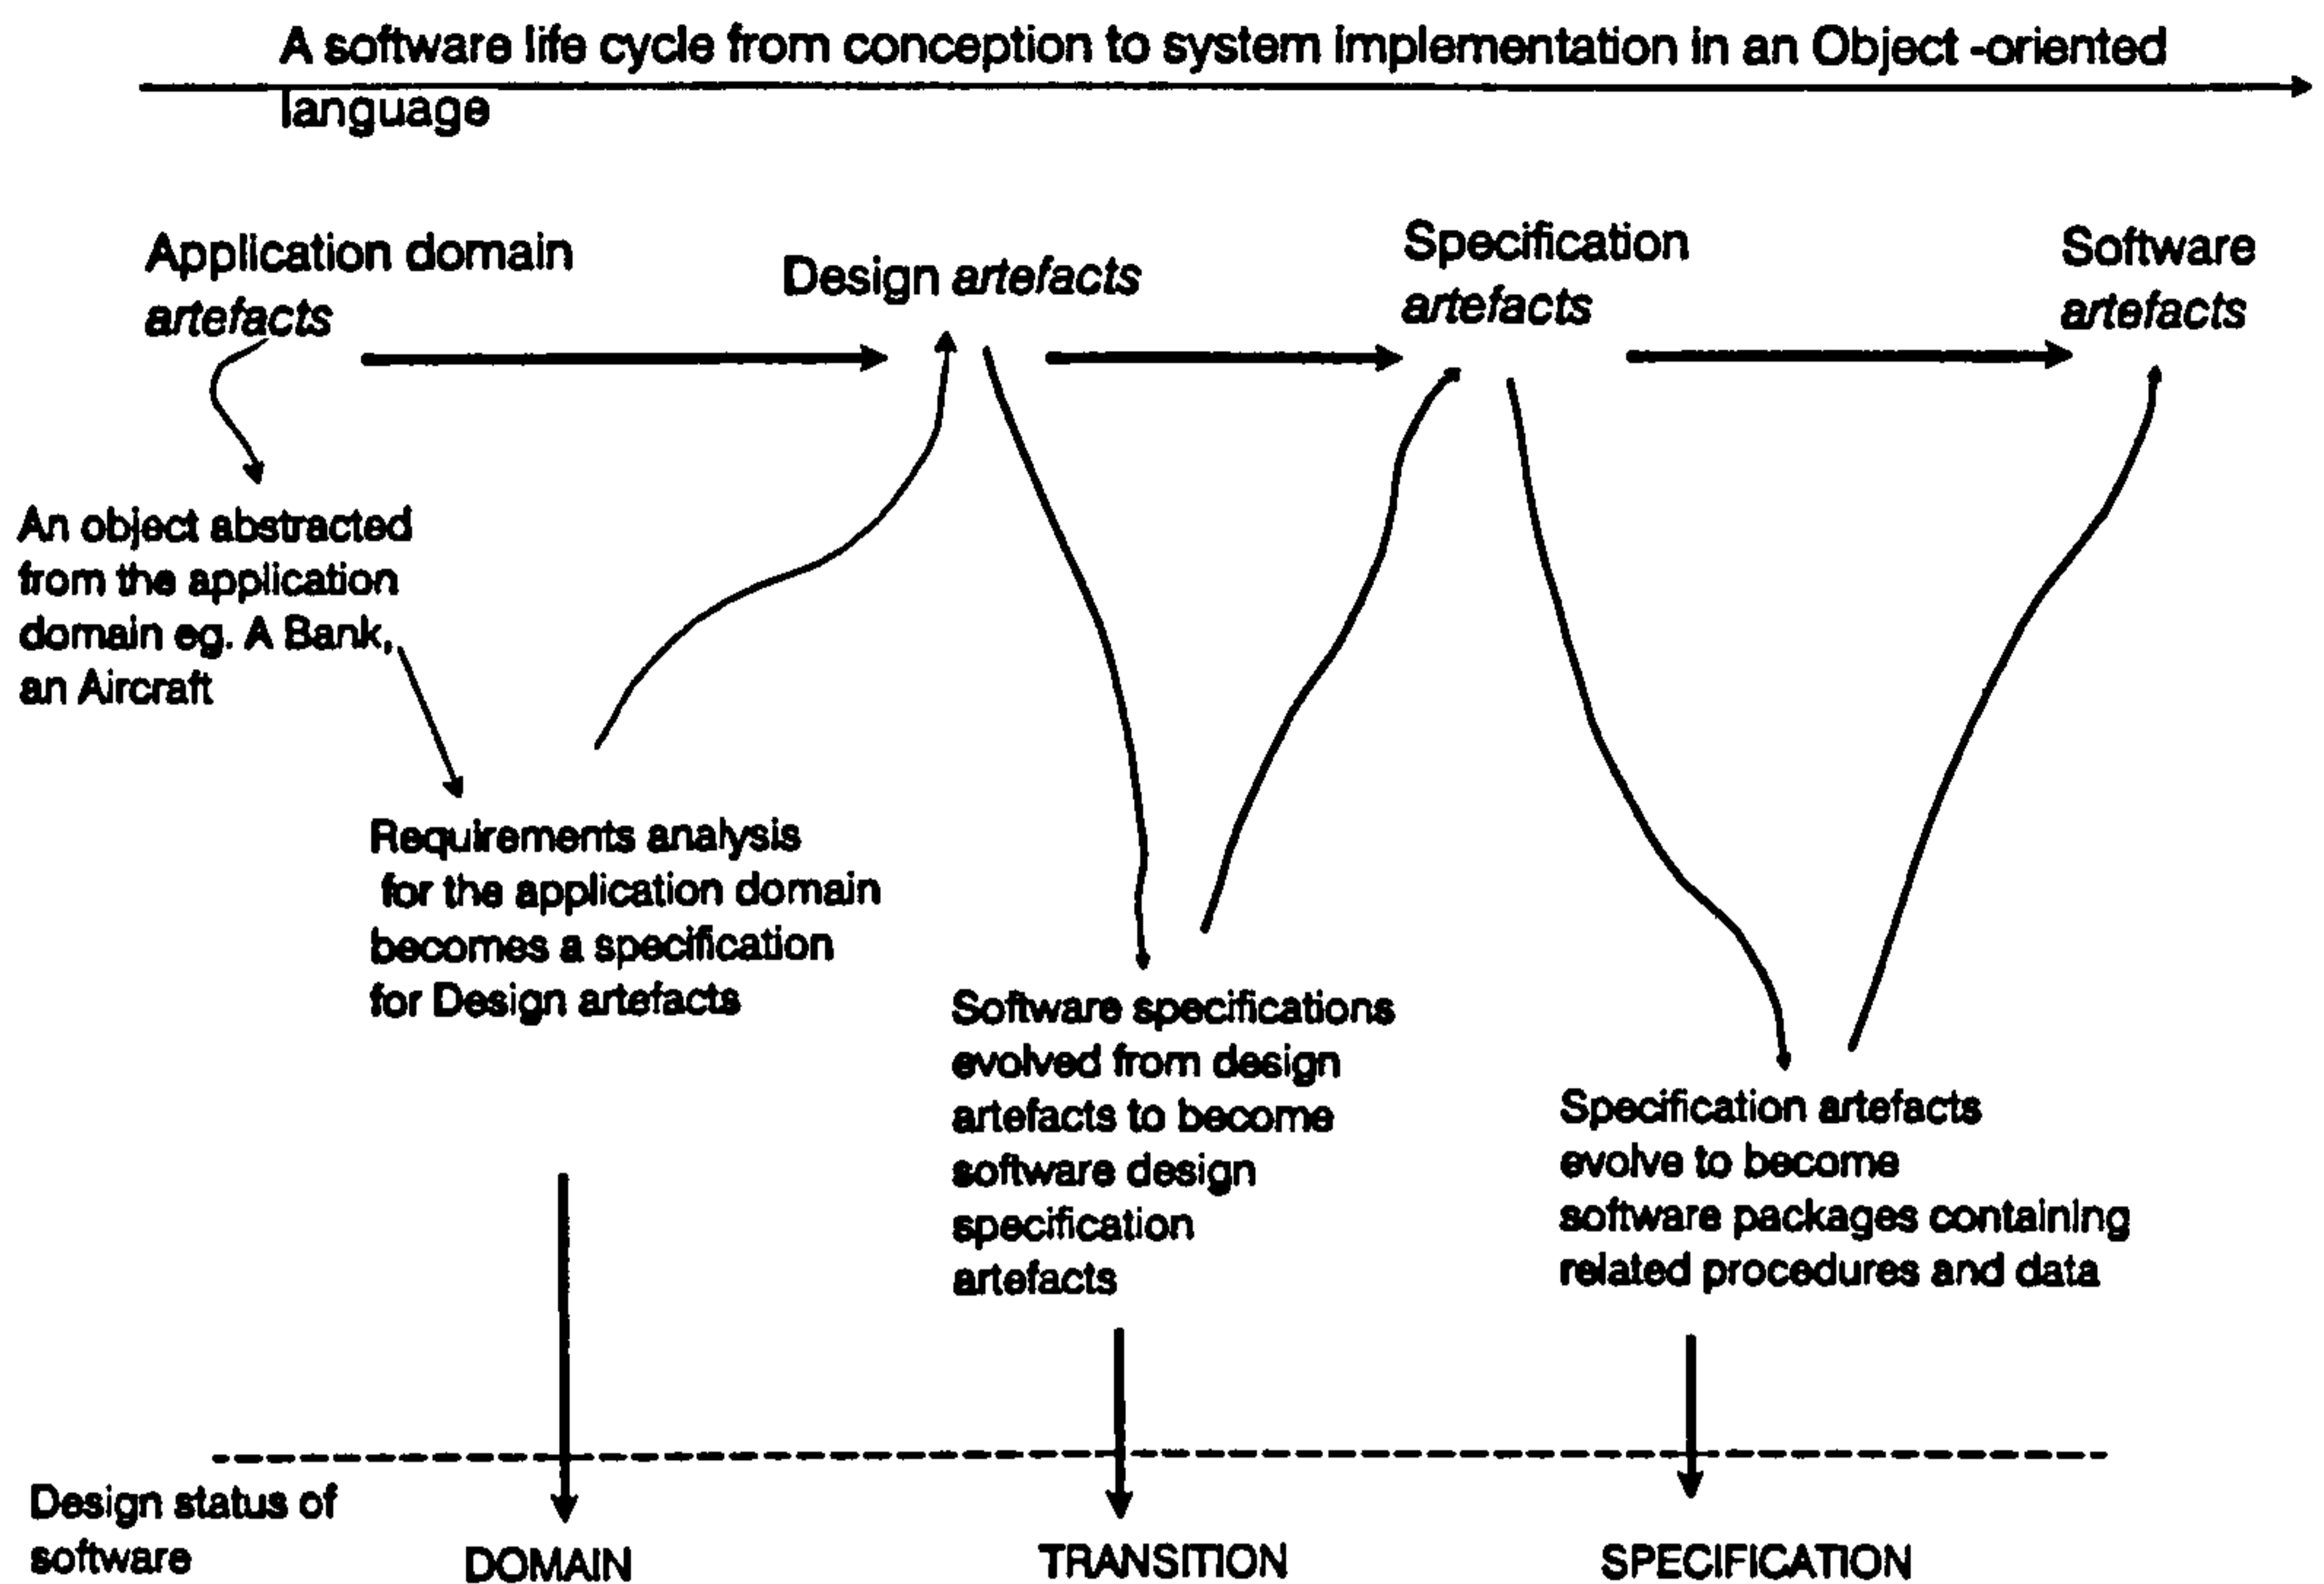 A software life cycle from conception to system implementation in an Object -oriented
language
Application domain
artefacts
Design artefacts
Specification
artefacts
Software
artefacts
An object abstracted
from the application
domain eg. A Bank,
an Aircraft
Requirements analysis
for the application domain
becomes a specification
for Design artefacts
Software specifications
evolved from design
artefacts to become
software design
specification
artefacts
Specification artefacts
evolve to become
software packages containing
related procedures and data
Design status of
software
DOMAIN
TRANSITION
SPECIFICATION